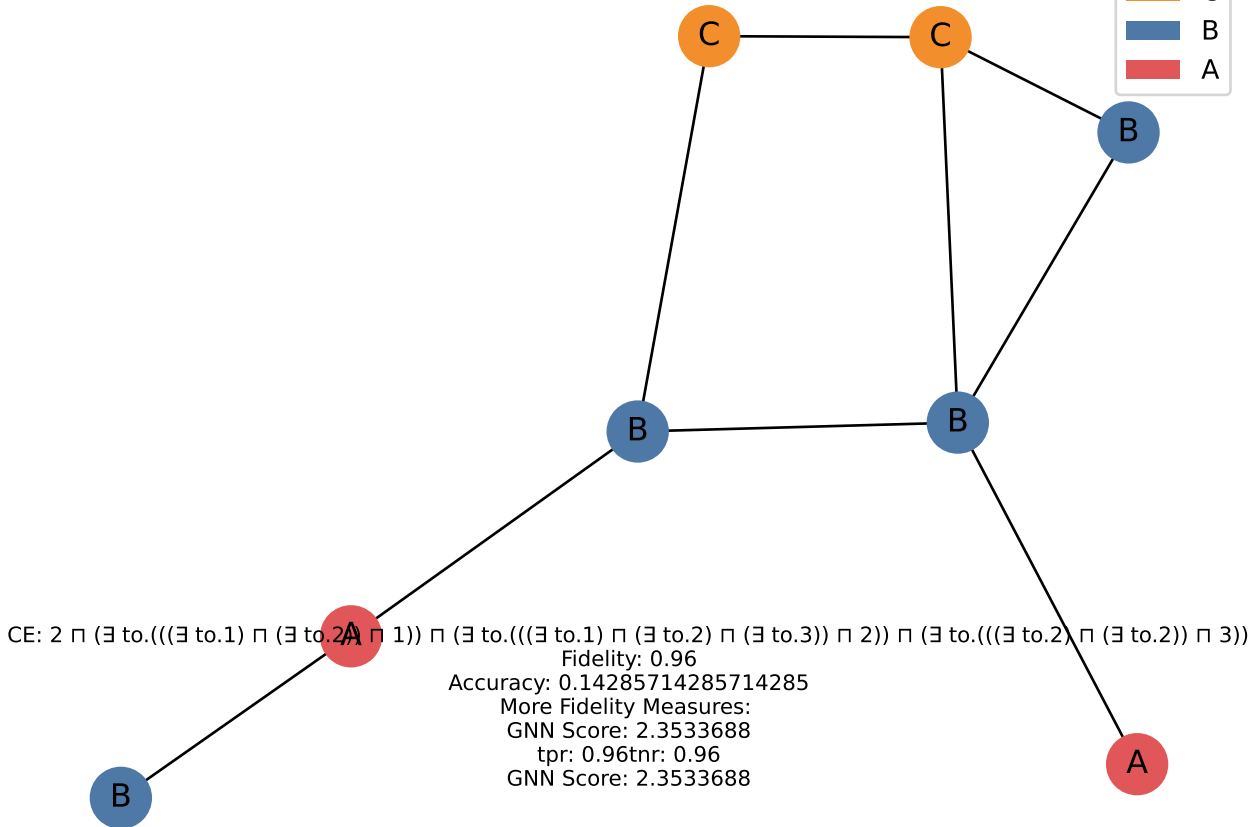 C
C
B
A
B
B
B
A
CE: 2 ⊓ (∃ to.(((∃ to.1) ⊓ (∃ to.2)) ⊓ 1)) ⊓ (∃ to.(((∃ to.1) ⊓ (∃ to.2) ⊓ (∃ to.3)) ⊓ 2)) ⊓ (∃ to.(((∃ to.2) ⊓ (∃ to.2)) ⊓ 3))
Fidelity: 0.96
Accuracy: 0.14285714285714285
More Fidelity Measures:
GNN Score: 2.3533688
tpr: 0.96tnr: 0.96
GNN Score: 2.3533688
A
B